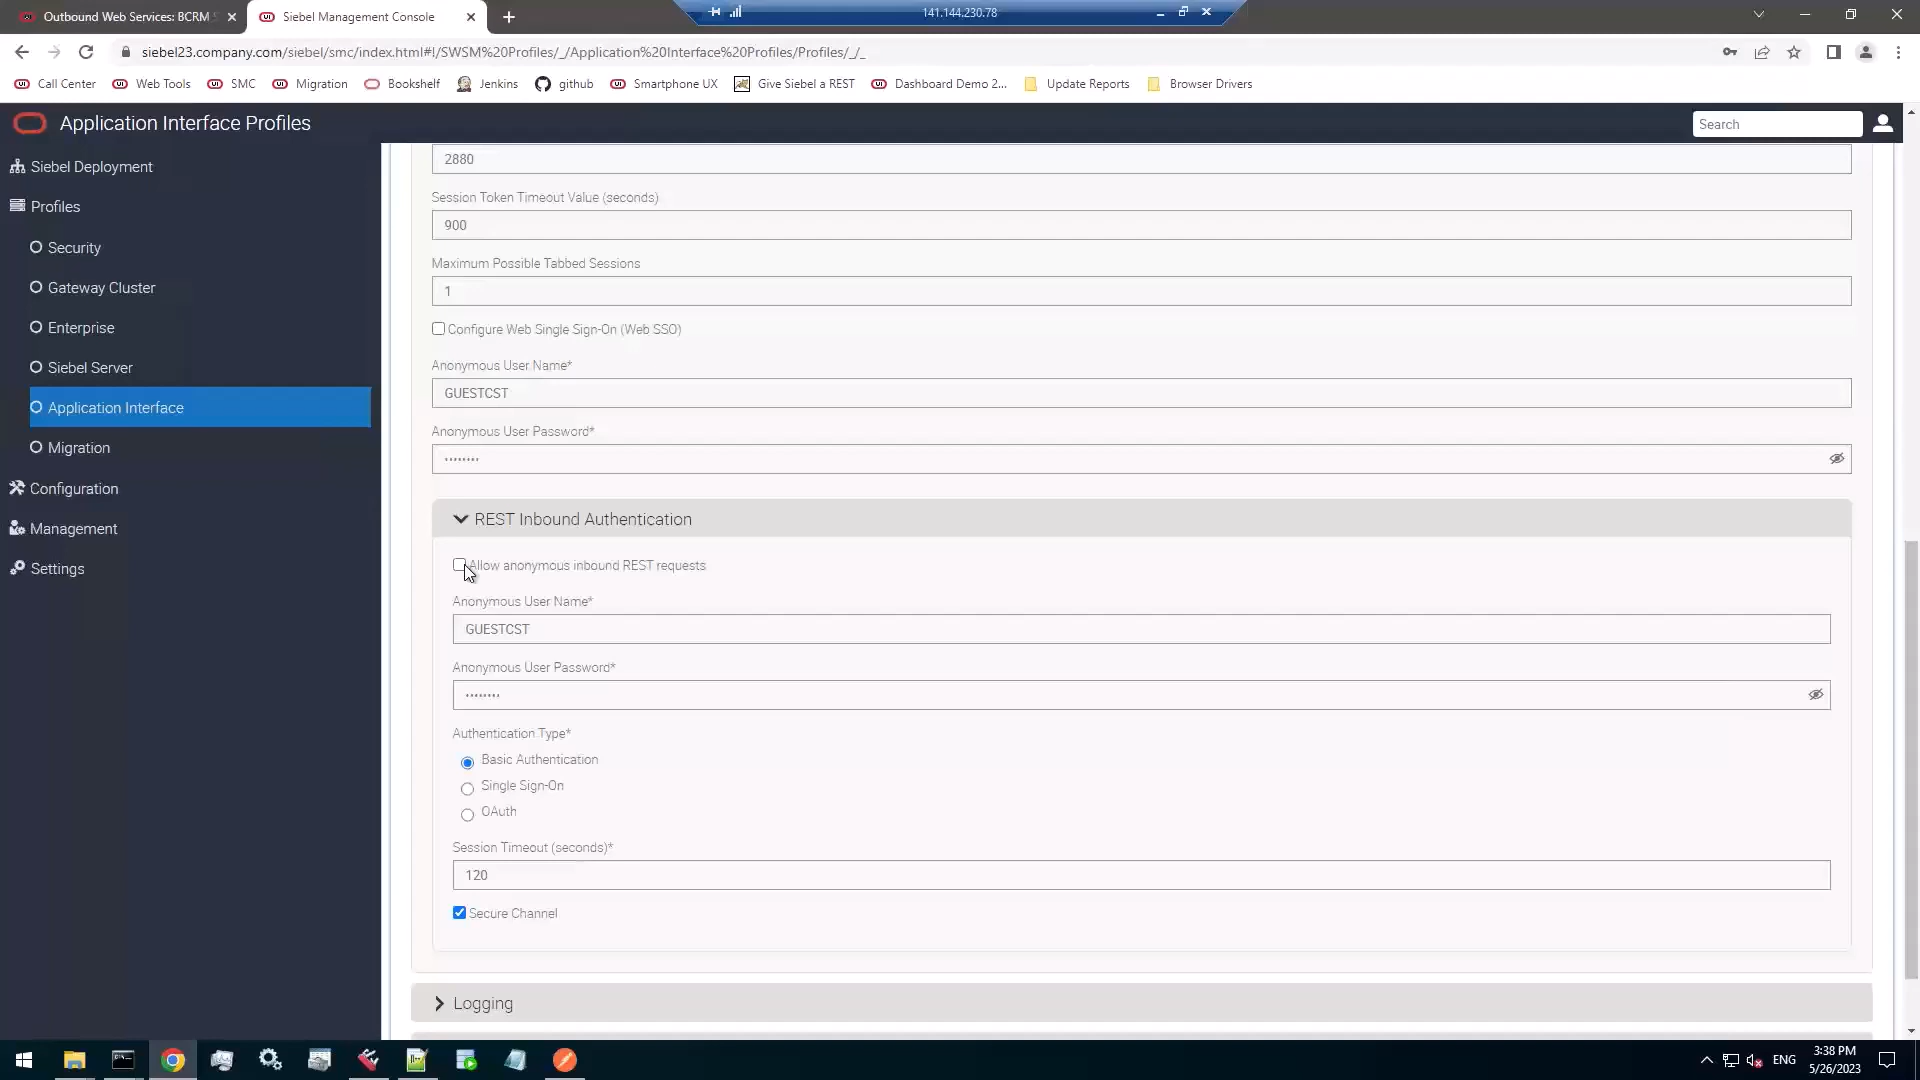 Outbound Web Services: BCRM S
Siebel Management Console
141.144.230.78
siebel23.company.com/siebel/smc/index.html#!/SWSM%20Profiles/_/Application%20Interface%20Profiles/Profiles/_/_
Call Center
Web Tools
SMC
Migration
Bookshelf
Jenkins
github
Smartphone UX
Give Siebel a REST
Dashboard Demo 2...
Update Reports
Browser Drivers
Application Interface Profiles
Search
Siebel Deployment
Profiles
Security
Gateway Cluster
Enterprise
Siebel Server
Application Interface
Migration
Configuration
Management
Settings
2880
Session Token Timeout Value (seconds)
900
Maximum Possible Tabbed Sessions
1
Configure Web Single Sign-On (Web SSO)
Anonymous User Name*
GUESTCST
Anonymous User Password*
••••••••
REST Inbound Authentication
Allow anonymous inbound REST requests
Anonymous User Name*
GUESTCST
Anonymous User Password*
••••••••
Authentication Type*
Basic Authentication
Single Sign-On
OAuth
Session Timeout (seconds)*
120
Secure Channel
Logging
ENG
3:38 PM
5/26/2023